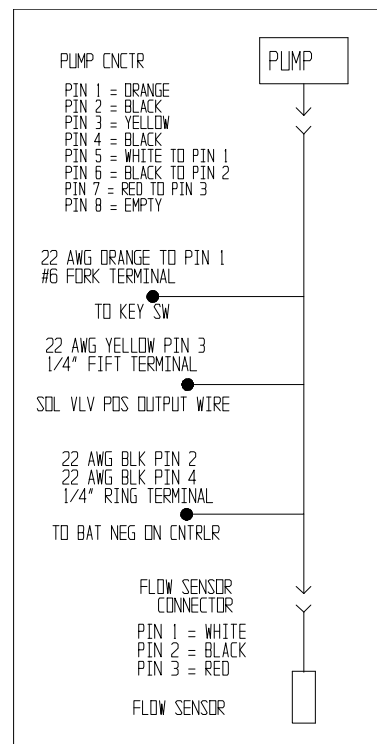 PUMP CNCTR
PUMP
PIN 1 = ORANGE
PIN 2 = BLACK
PIN 3 = YELLOW
PIN 4 = BLACK
PIN 5 = WHITE TO PIN 1
PIN 6 = BLACK TO PIN 2
PIN 7 = RED TO PIN 3
PIN 8 = EMPTY
22 AWG ORANGE TO PIN 1
#6 FORK TERMINAL
TO KEY SW
22 AWG YELLOW PIN 3
1/4" FIFT TERMINAL
SOL VLV POS OUTPUT WIRE
22 AWG BLK PIN 2
22 AWG BLK PIN 4
1/4" RING TERMINAL
TO BAT NEG ON CNTRLR
FLOW SENSOR
CONNECTOR
PIN 1 = WHITE
PIN 2 = BLACK
PIN 3 = RED
FLOW SENSOR